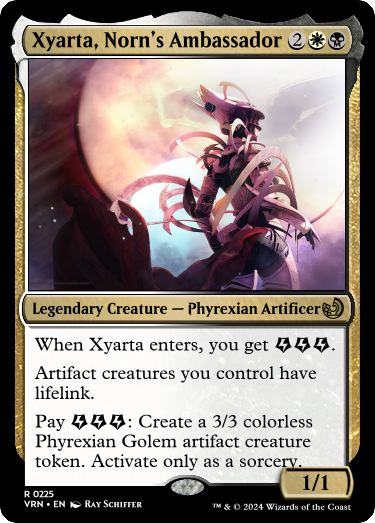 Xyarta, Norn's Ambassador 2
Legendary Creature — Phyrexian Artificer
When Xyarta enters, you get
Artifact creatures you control have
lifelink.
Pay : Create a 3/3 colorless
Phyrexian Golem artifact creature
token. Activate only as a sorcery.
1/1
R 0225
VRN • EN Ray Schiffer
™ & © 2024 Wizards of the Coast